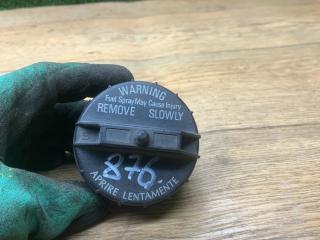 WARNING
Fuel Spray May Cause Injury
REMOVE SLOWLY
876
APRIRE LENTAMENTE